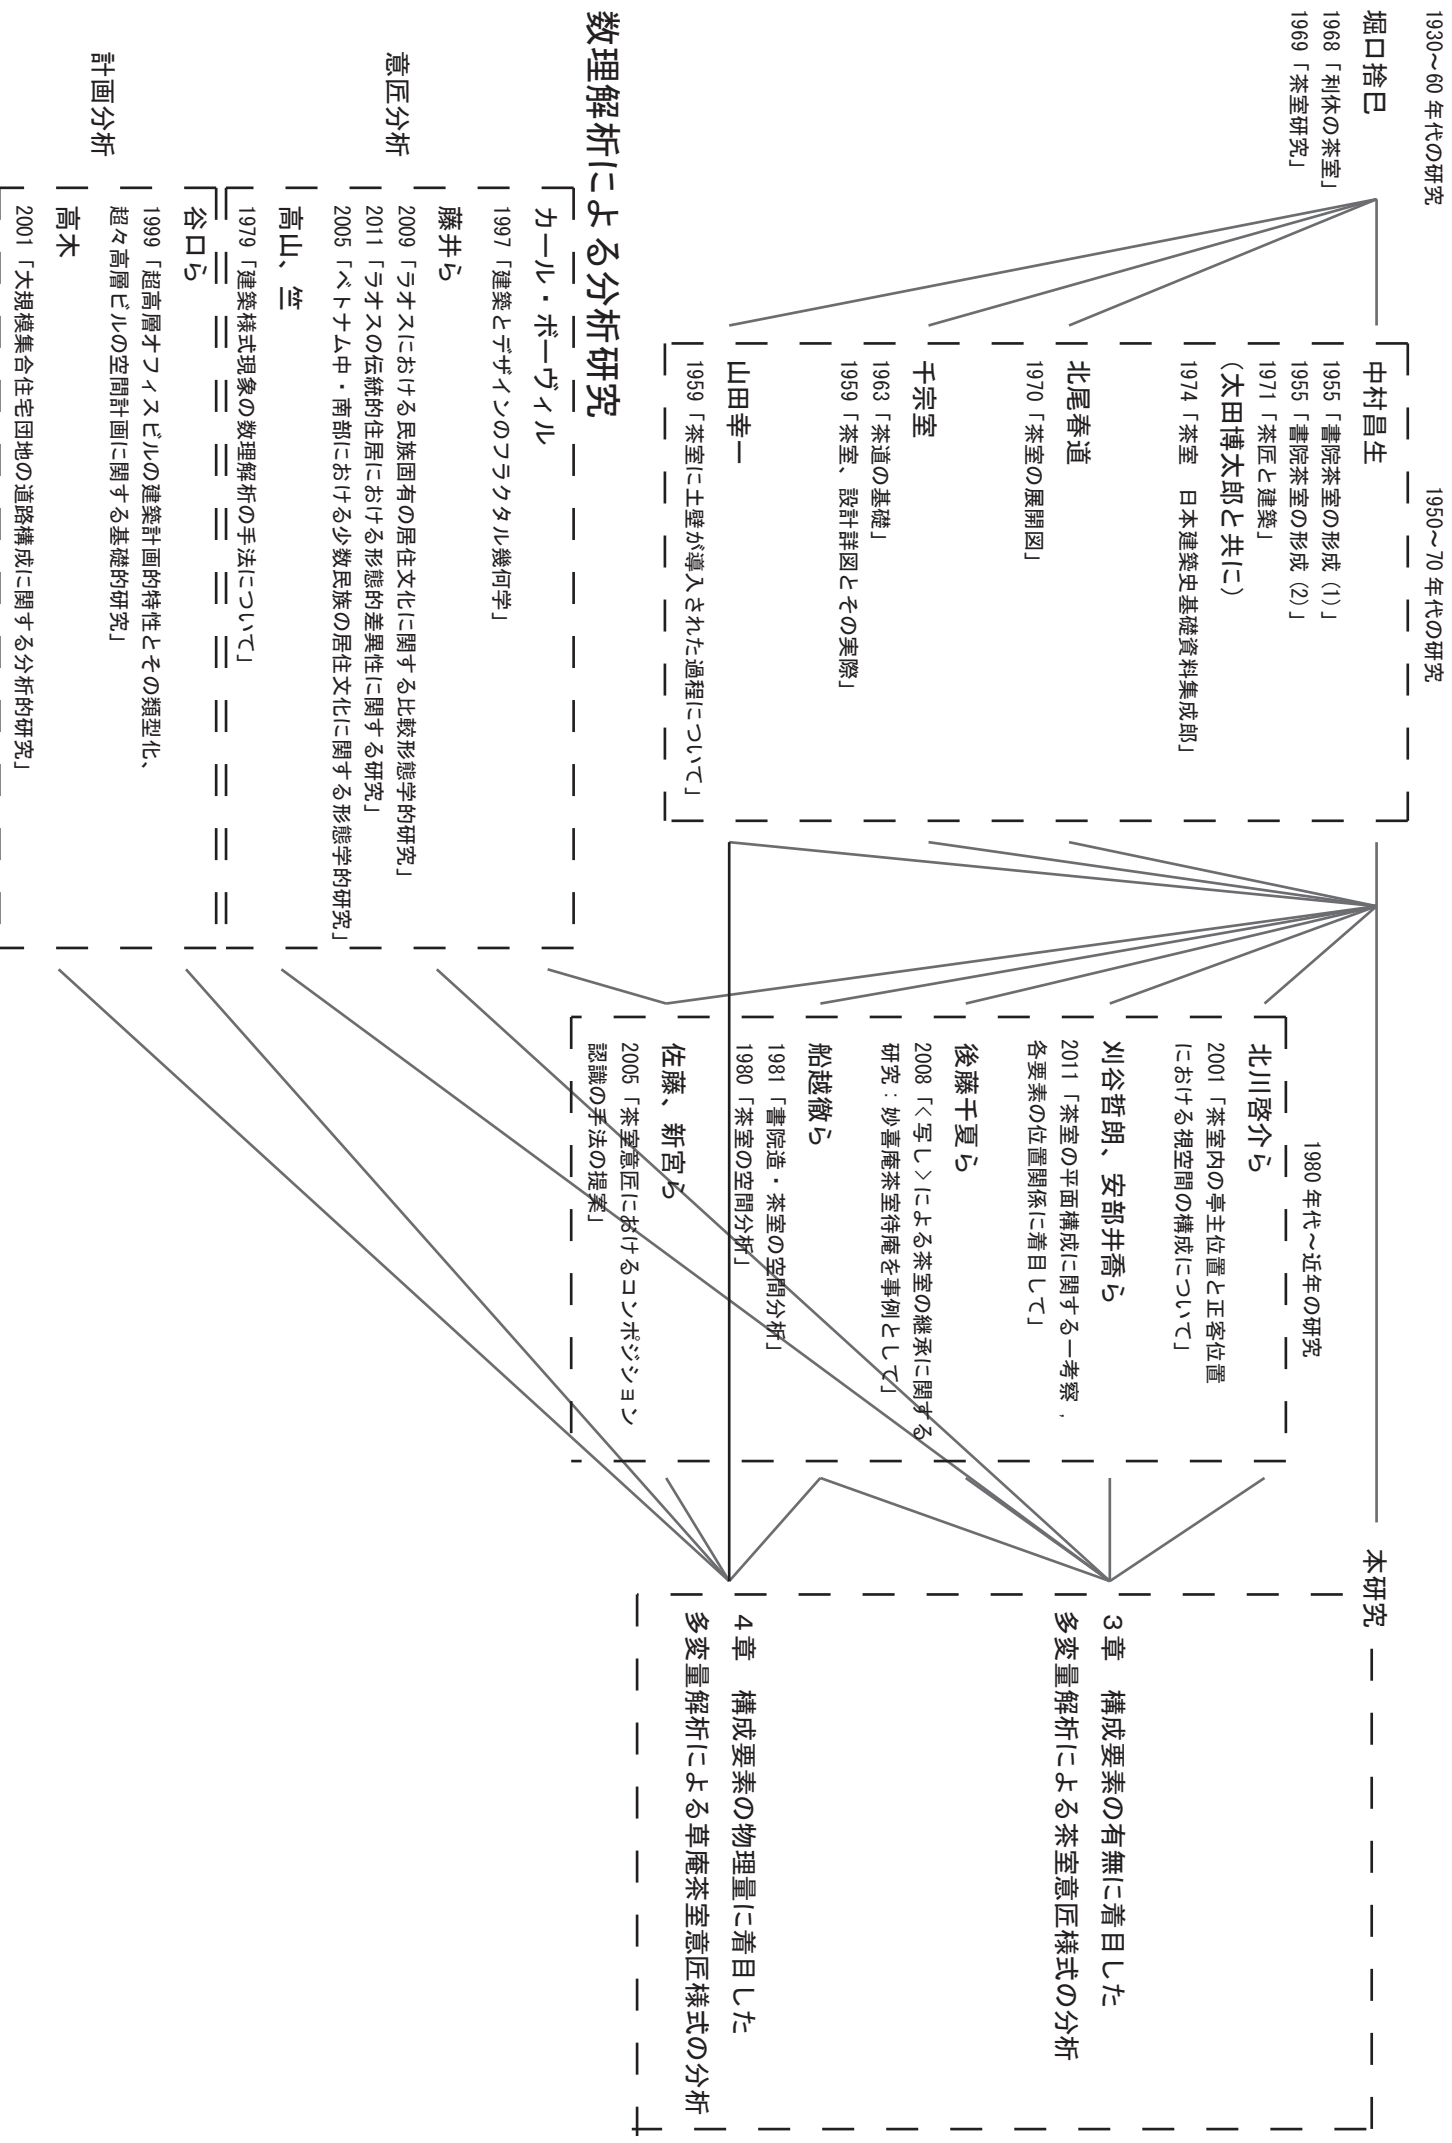 1930~60 年代の研究
堀口捨巳
1968「利休の茶室」
1969「茶室研究」
1950~70 年代の研究
中村昌生
1955「書院茶室の形成 (1)」
1955「書院茶室の形成 (2)」
1971「茶匠と建築」
(太田博太郎と共に)
1974「茶室　日本建築史基礎資料集成郎」
北尾春道
1970「茶室の展開図」
千宗室
1963「茶道の基礎」
1959「茶室、設計詳図とその実際」
山田幸一
1959「茶室に土壁が導入された過程について」
1980 年代～近年の研究
北川啓介ら
2001「茶室内の亭主位置と正客位置
における視空間の構成について」
刈谷哲朗、安部井喬ら
2011「茶室の平面構成に関する一考察，
各要素の位置関係に着目して」
後藤千夏ら
2008「<写し>による茶室の継承に関する
研究：妙喜庵茶室待庵を事例として」
船越徹ら
1981「書院造・茶室の空間分析」
1980「茶室の空間分析」
佐藤、新宮ら
2005「茶室意匠におけるコンポジション
認識の手法の提案」
本研究
3章　構成要素の有無に着目した
多変量解析による茶室意匠様式の分析
4章　構成要素の物理量に着目した
多変量解析による草庵茶室意匠様式の分析
数理解析による分析研究
意匠分析
カール・ボーヴィル
1997「建築とデザインのフラクタル幾何学」
藤井ら
2009「ラオスにおける民族固有の居住文化に関する比較形態学的研究」
2011「ラオスの伝統的住居における形態的差異性に関する研究」
2005「ベトナム中・南部における少数民族の居住文化に関する形態学的研究」
高山、竺
1979「建築様式現象の数理解析の手法について」
計画分析
谷口ら
1999「超高層オフィスビルの建築計画的特性とその類型化、
超々高層ビルの空間計画に関する基礎的研究」
高木
2001「大規模集合住宅団地の道路構成に関する分析的研究」